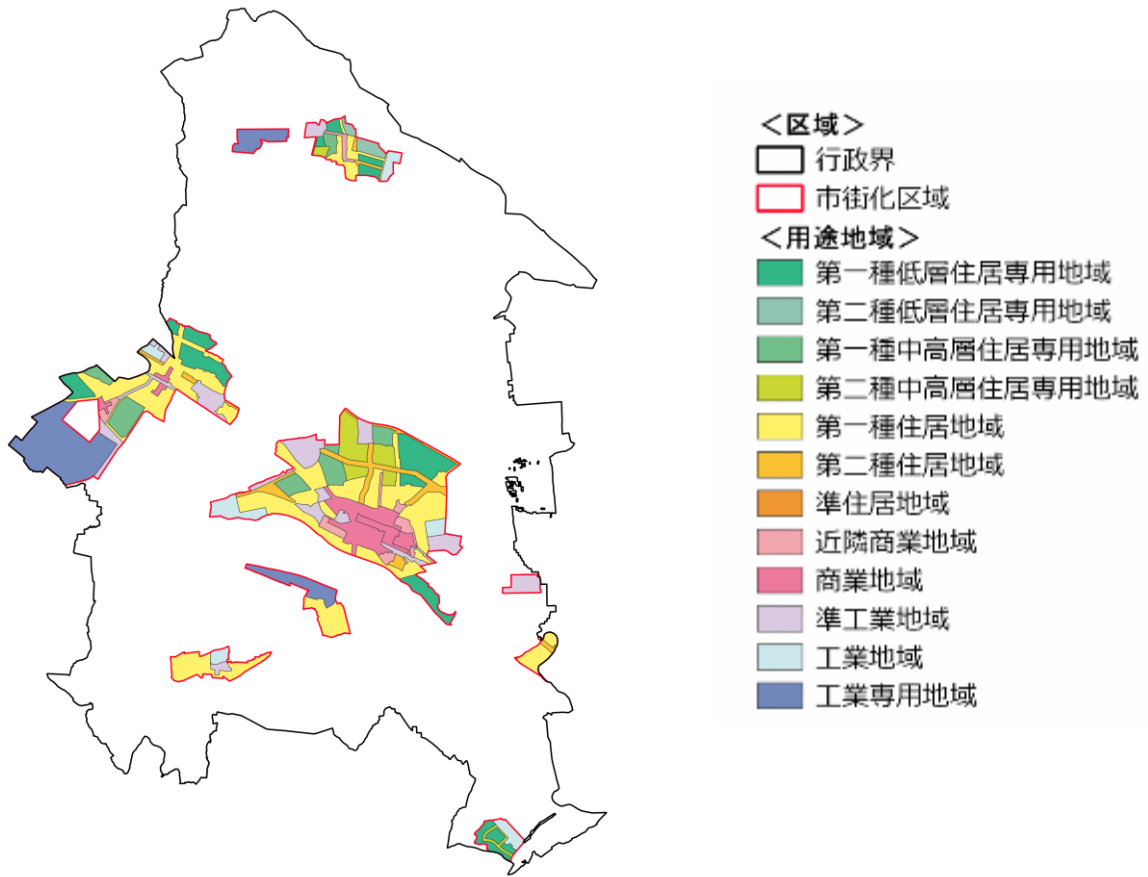 ＜区域＞
行政界
市街化区域
＜用途地域＞
第一種低層住居専用地域
第二種低層住居専用地域
第一種中高層住居専用地域
第二種中高層住居専用地域
第一種住居地域
第二種住居地域
準住居地域
近隣商業地域
商業地域
準工業地域
工業地域
工業専用地域